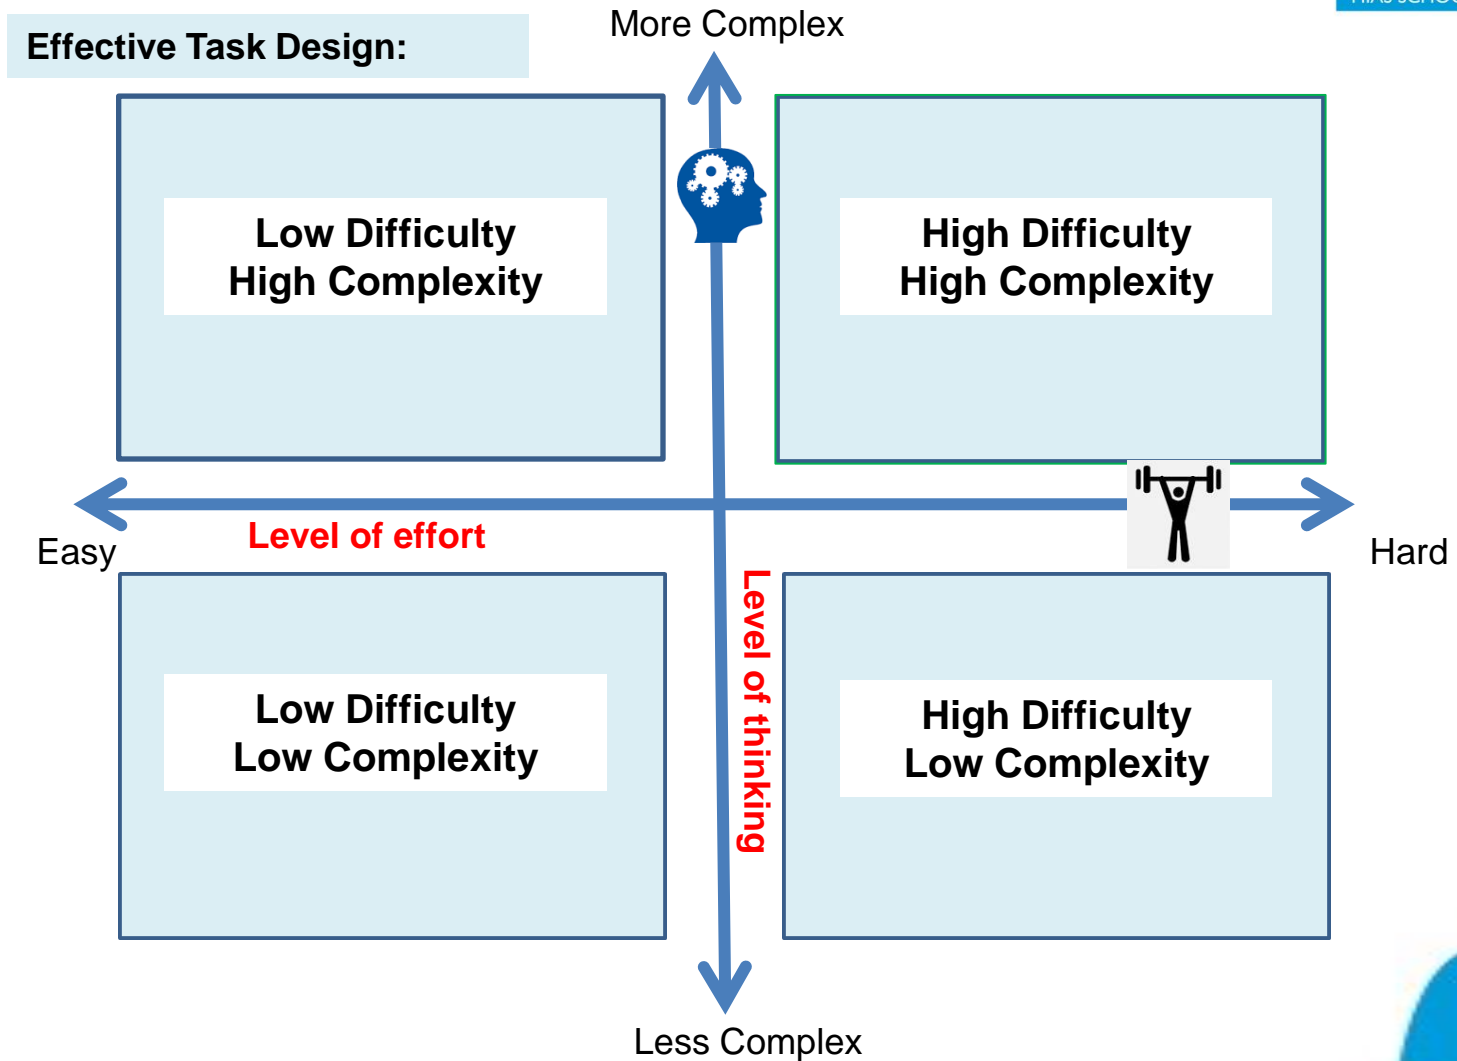 More Complex
Effective Task Design:
Low Difficulty
High Complexity
High Difficulty
High Complexity
Level of effort
Easy
Hard
Level of thinking
Low Difficulty
Low Complexity
High Difficulty
Low Complexity
Less Complex